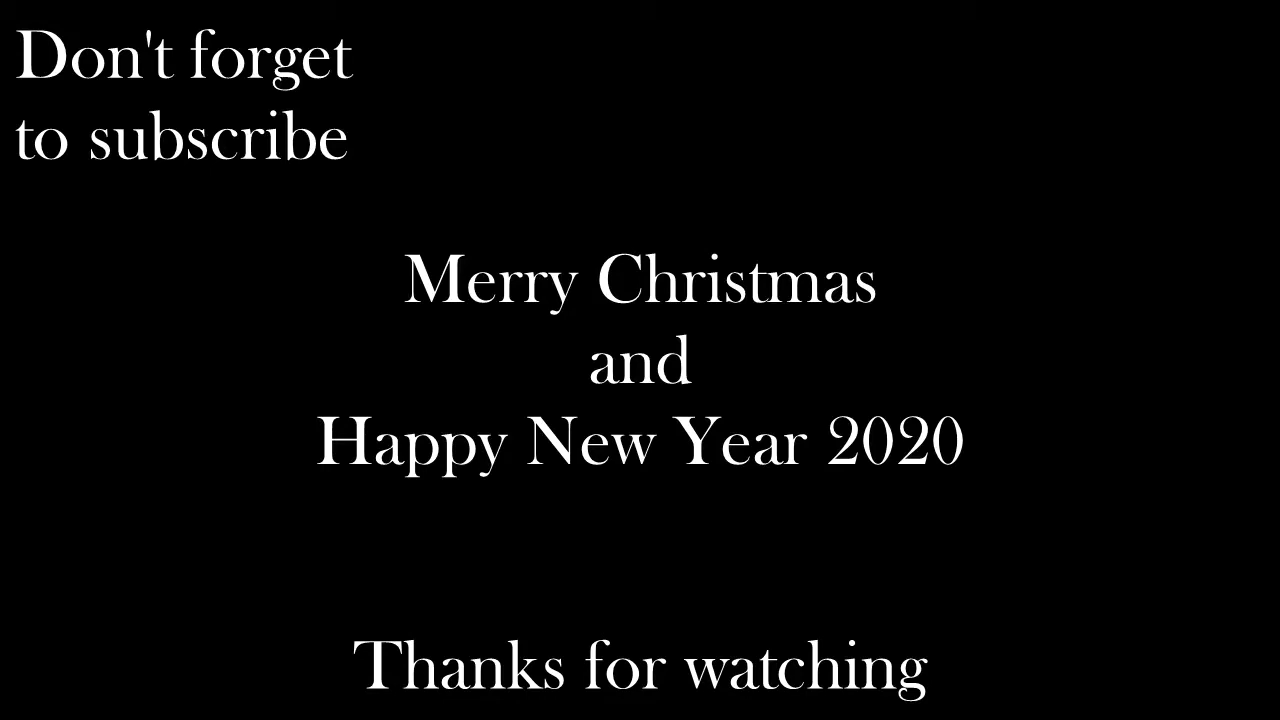 Don't forget
to subscribe
Merry Christmas
and
Happy New Year 2020
Thanks for watching